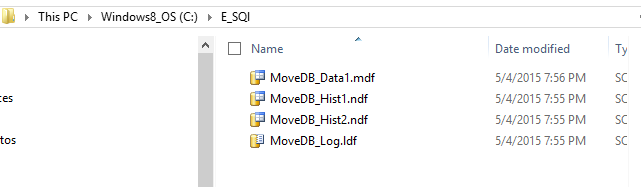 This PC Windows8_OS (C:) E_SQl
Name Date modified Ty
MoveDB_Data1.mdf 5/4/2015 7:56 PM SC
ces MoveDB_Hist1.ndf 5/4/2015 7:55 PM SC
MoveDB_Hist2.ndf 5/4/2015 7:55 PM SC
tos MoveDB_Log.ldf 5/4/2015 7:55 PM SC